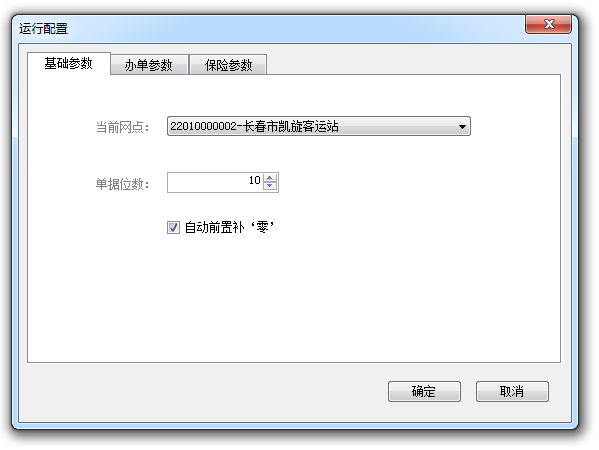 运行配置
基础参数 办单参数 保险参数
当前网点： 22010000002-长春市凯旋客运站
单据位数： 10
自动前置补‘零’
确定 取消